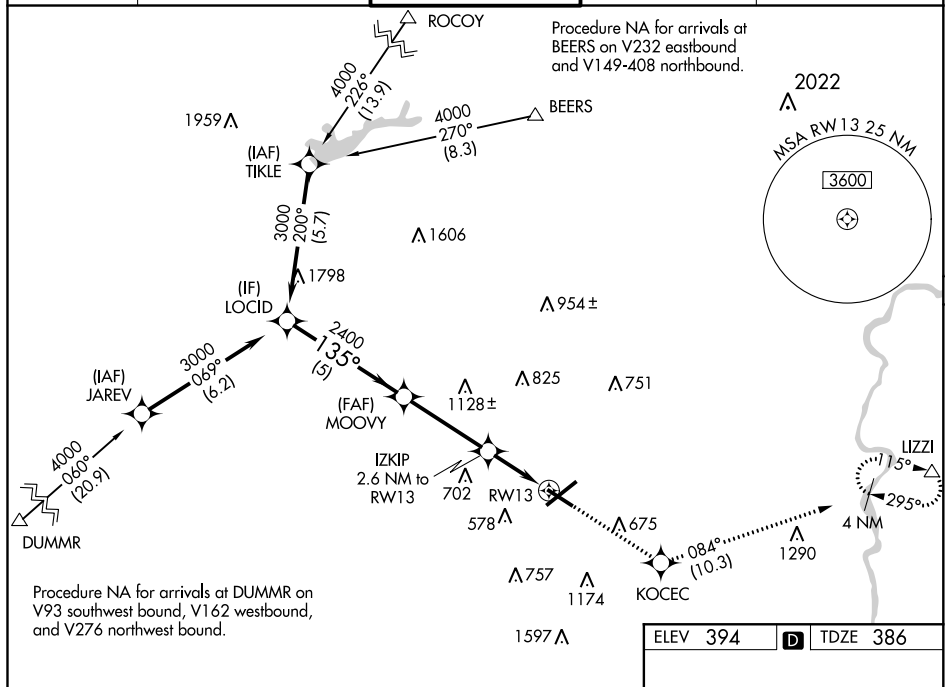 ROCOY
Procedure NA for arrivals at
BEERS on V232 eastbound
and V149-408 northbound.
4000
226°
(13.9)
2022
1959
BEERS
4000
270°
(8.3)
MSA RW13 25 NM
3600
(IAF)
TIKLE
3000
200°
(5.7)
1606
1798
(IF)
LOCID
954 ±
2400
135°
(5)
3000
069°
(6.2)
(IAF)
JAREV
825
751
1128 ±
(FAF)
MOOVY
IZKIP
2.6 NM to
RW13
702
RW13
LIZZI
115°
295°
4 NM
4000
060°
(20.9)
578
675
DUMMR
084°
(10.3)
1290
KOCEC
757
1174
Procedure NA for arrivals at DUMMR on
V93 southwest bound, V162 westbound,
and V276 northwest bound.
1597
ELEV 394 D TDZE 386